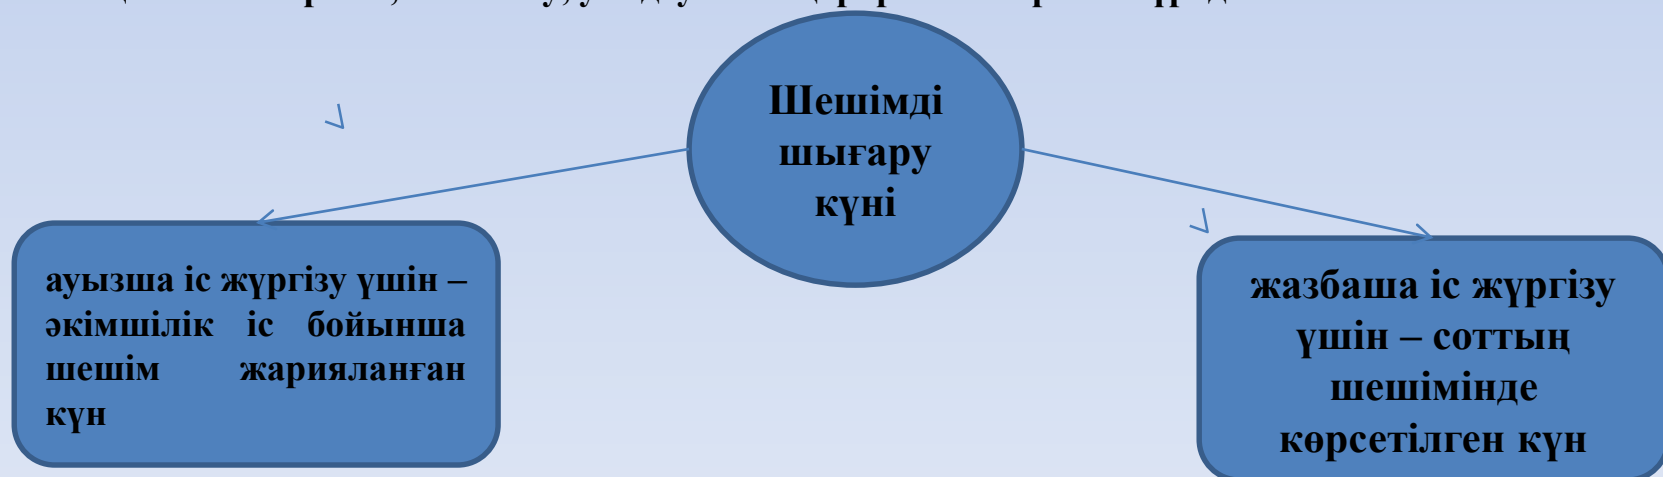 Шешімді
шығару
күні
ауызша іс жүргізу үшін –
әкімшілік іс бойынша
шешім жарияланған
күн
жазбаша іс жүргізу
үшін – соттың
шешімінде
көрсетілген күн